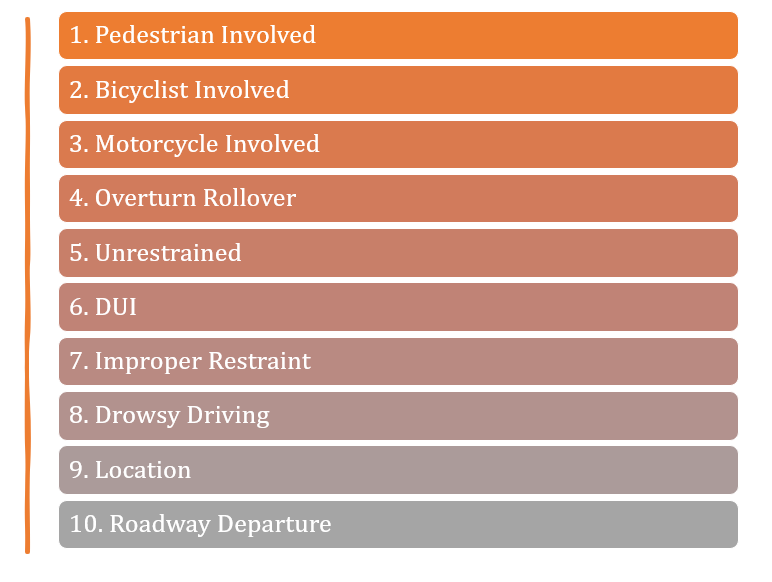 1. Pedestrian Involved
2. Bicyclist Involved
3. Motorcycle Involved
4. Overturn Rollover
5. Unrestrained
6. DUI
7. Improper Restraint
8. Drowsy Driving
9. Location
10. Roadway Departure